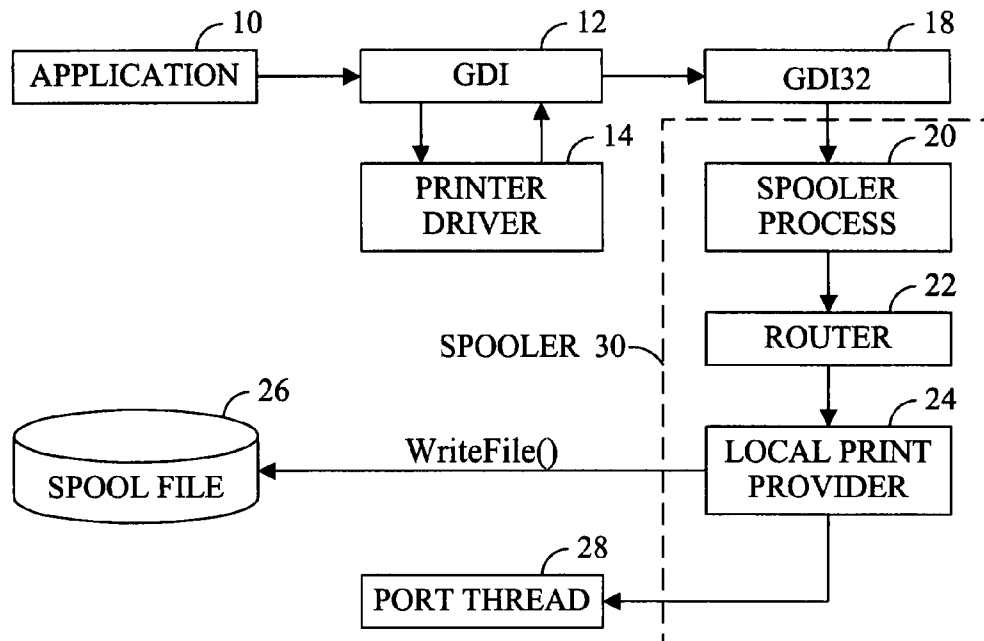 10
12
18
APPLICATION
GDI
GDI32
14
20
PRINTER
DRIVER
SPOOLER
PROCESS
22
SPOOLER 30
ROUTER
26
24
WriteFile()
SPOOL FILE
LOCAL PRINT
PROVIDER
28
PORT THREAD